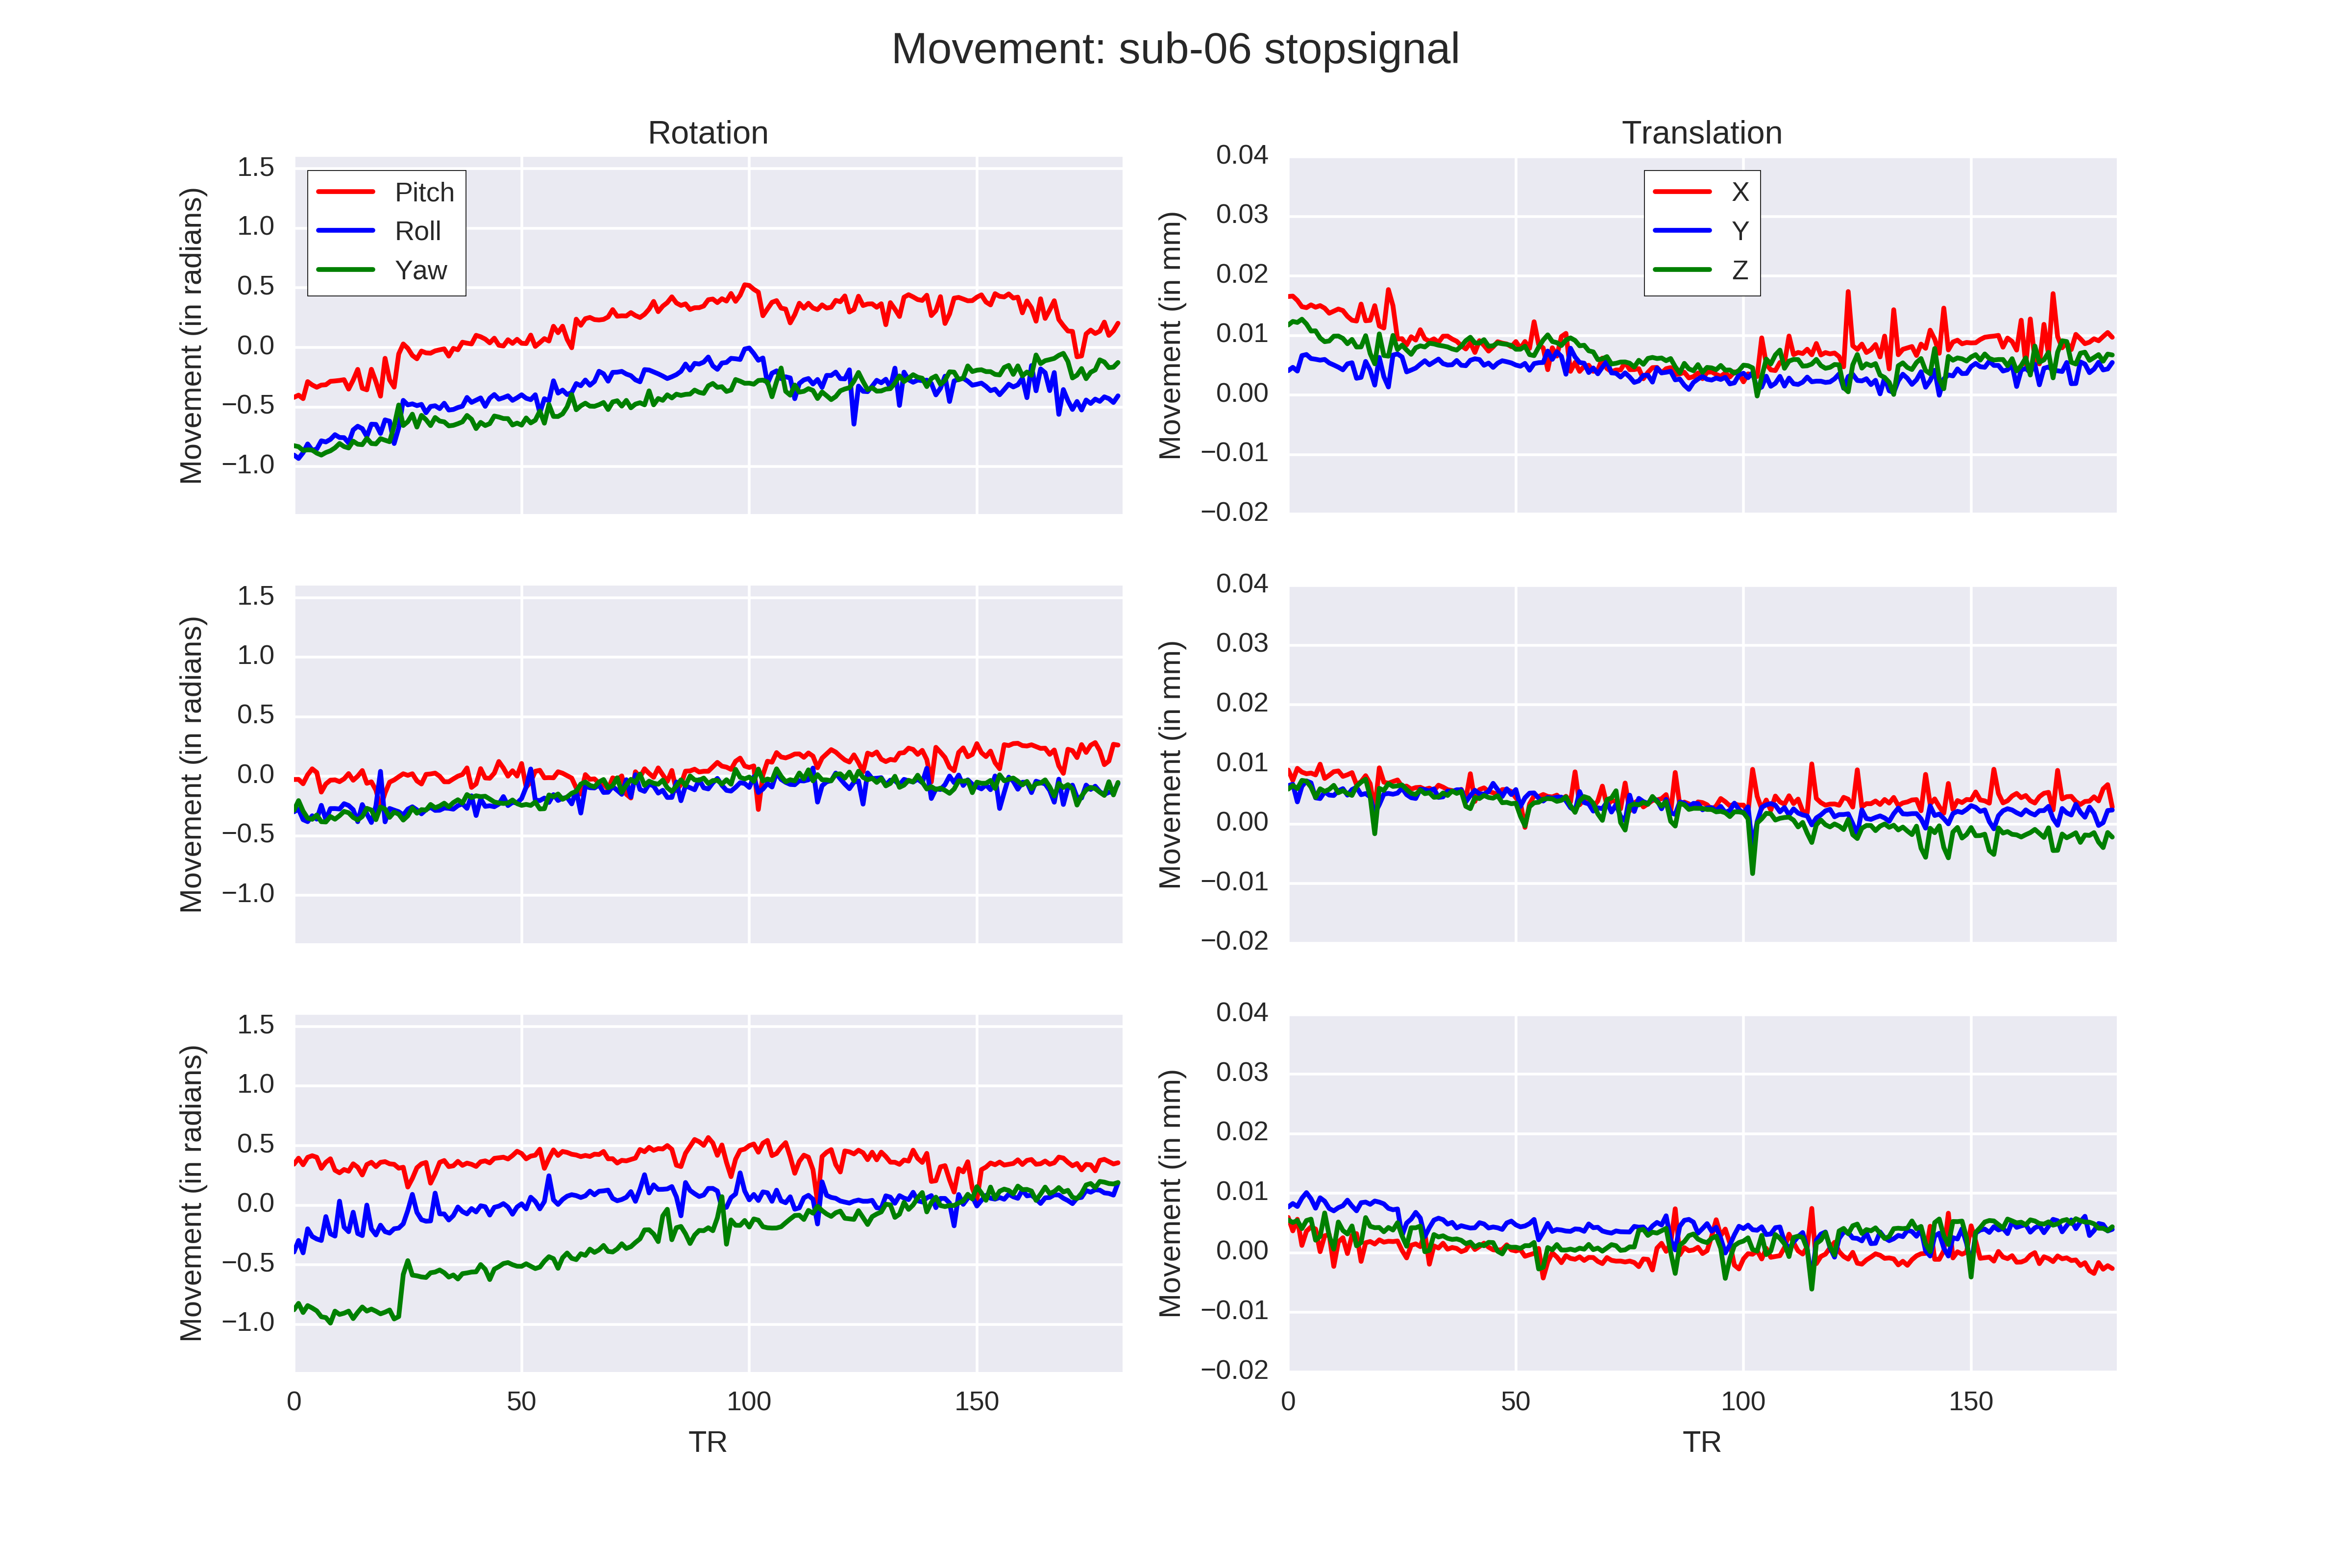 Movement: sub-06 stopsignal
Rotation
Translation
Movement (in radians)
1.5
1.0
0.5
0.0
−0.5
−1.0
Pitch
Roll
Yaw
Movement (in mm)
0.04
0.03
0.02
0.01
0.00
−0.01
−0.02
X
Y
Z
Movement (in radians)
1.5
1.0
0.5
0.0
−0.5
−1.0
Movement (in mm)
0.04
0.03
0.02
0.01
0.00
−0.01
−0.02
Movement (in radians)
1.5
1.0
0.5
0.0
−0.5
−1.0
0 50 100 150
TR
Movement (in mm)
0.04
0.03
0.02
0.01
0.00
−0.01
−0.02
0 50 100 150
TR